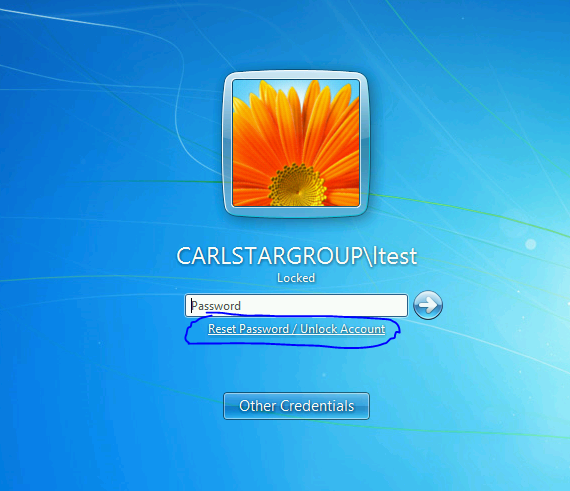 CARLSTARGROUP\ltest
Locked
Password
Reset Password / Unlock Account
Other Credentials